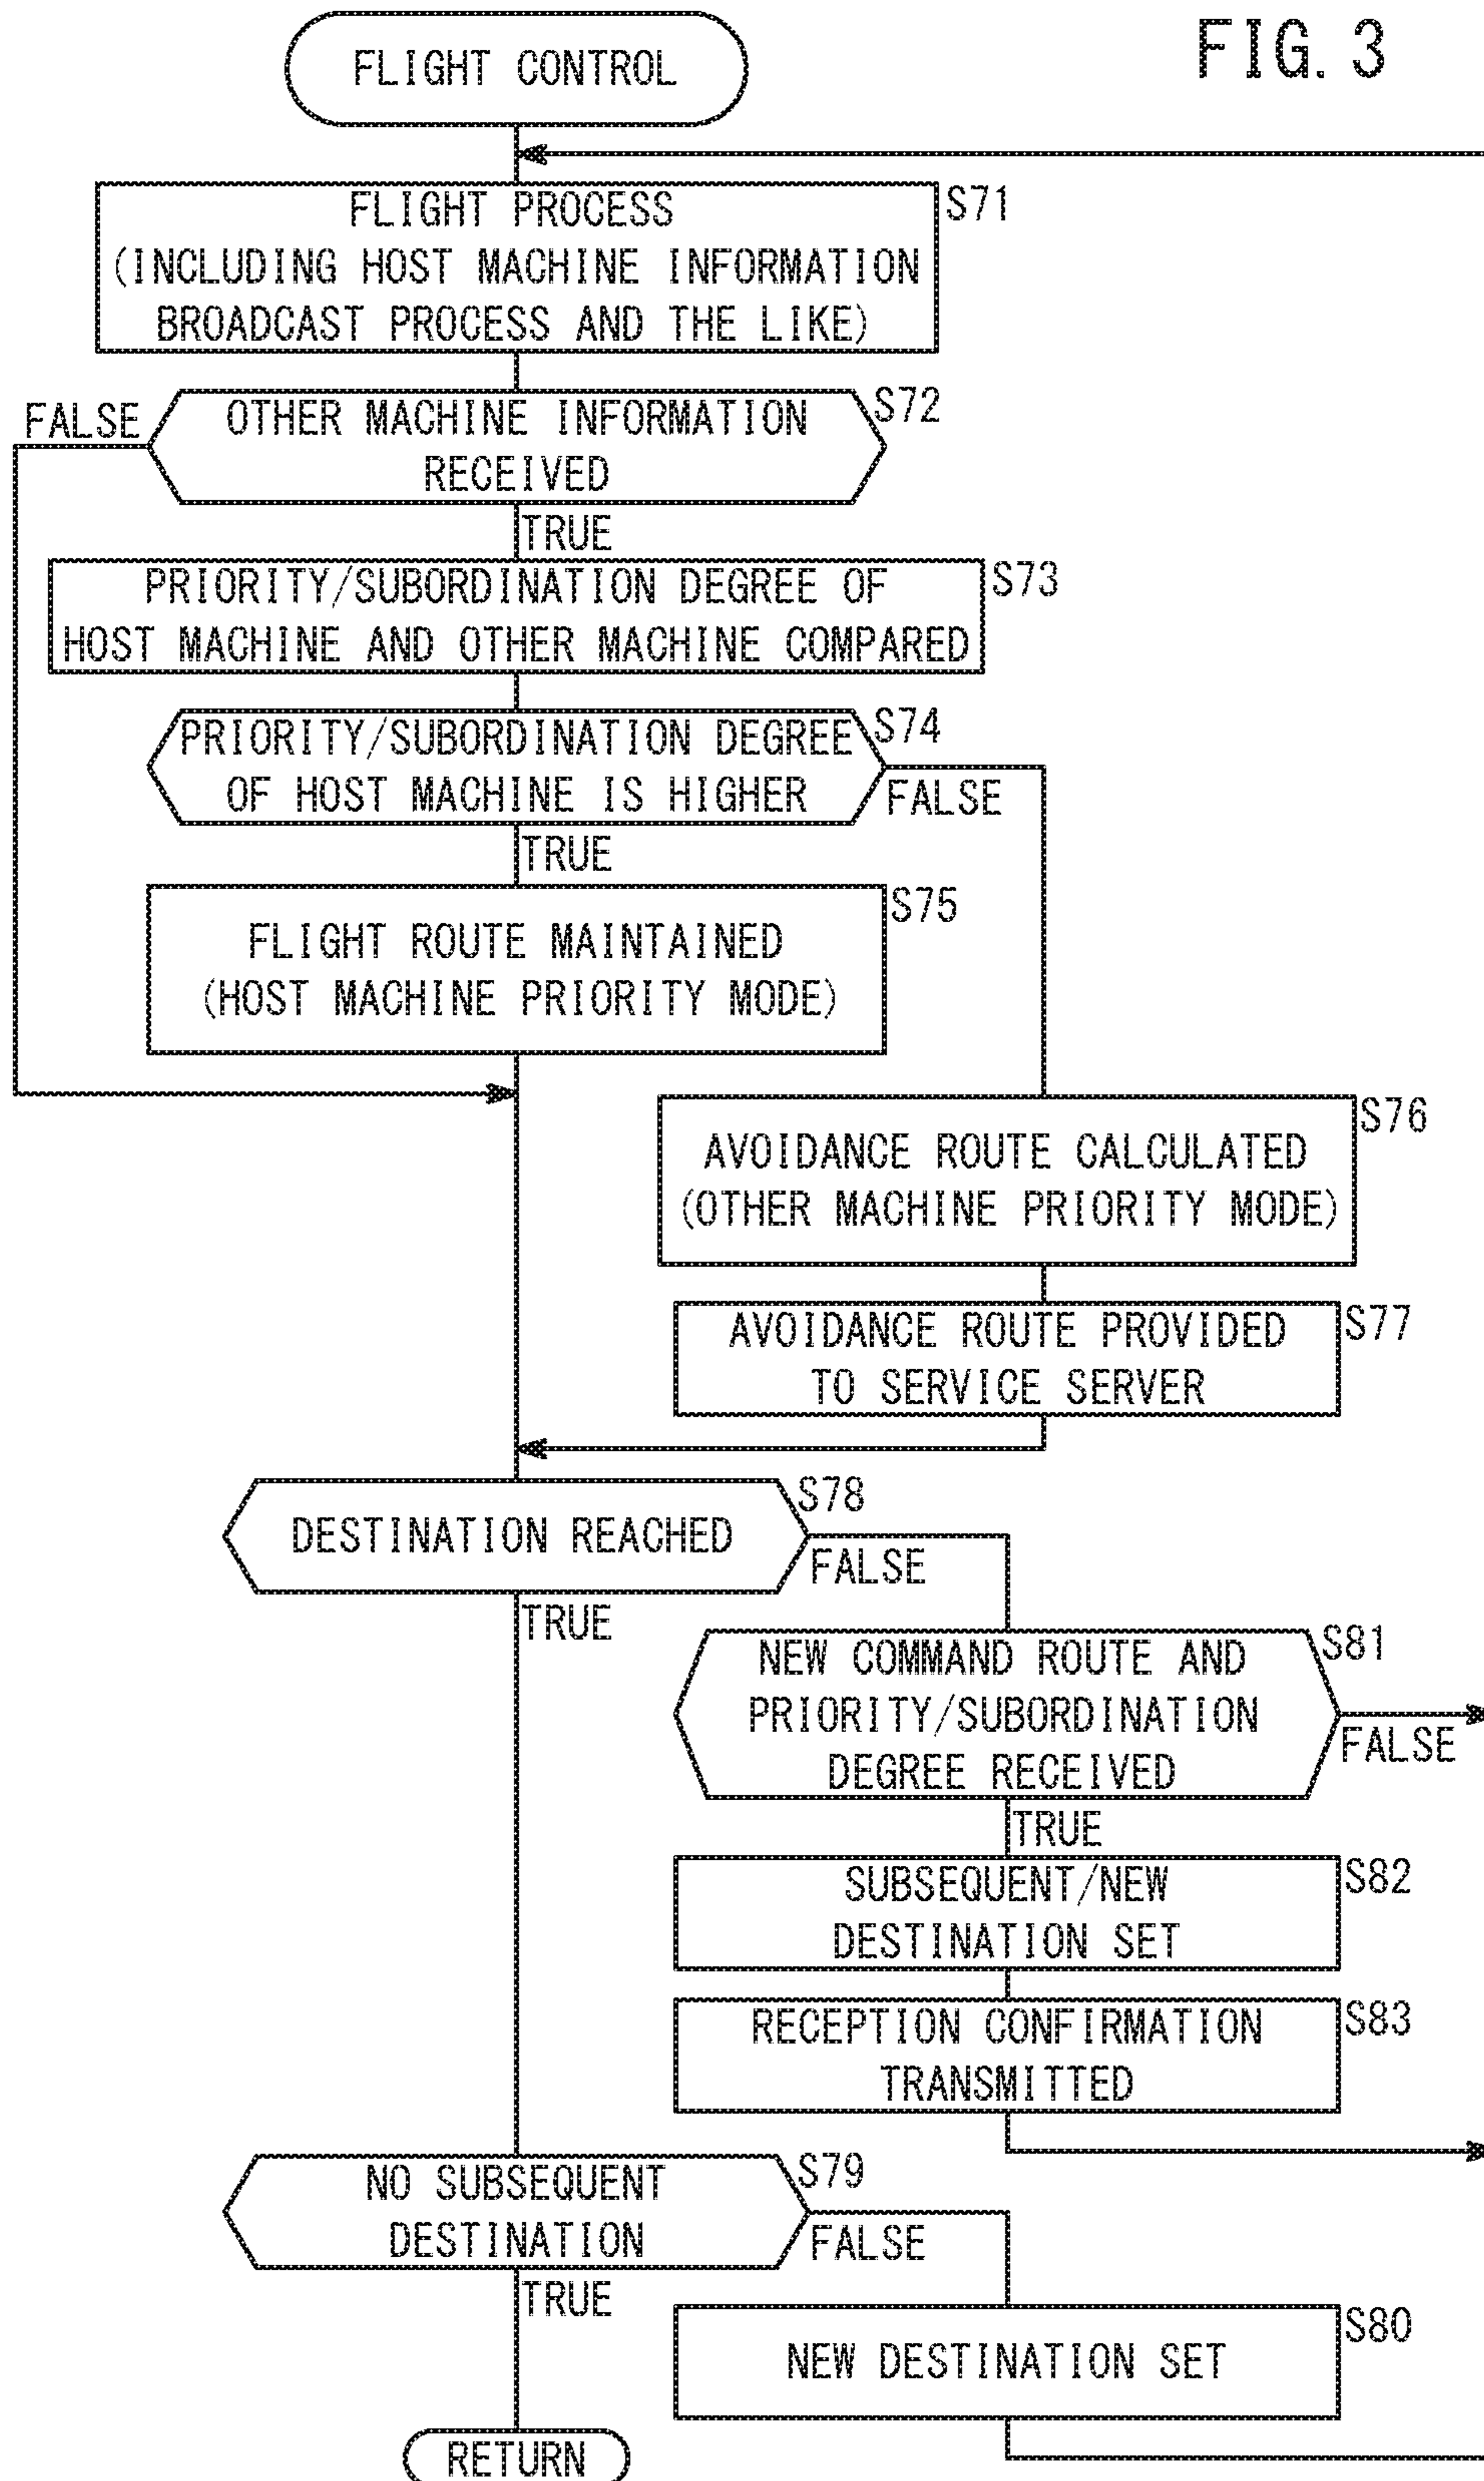 FIG. 3
FLIGHT CONTROL
FLIGHT PROCESS
(INCLUDING HOST MACHINE INFORMATION
BROADCAST PROCESS AND THE LIKE)
S71
OTHER MACHINE INFORMATION
RECEIVED
S72
FALSE
TRUE
PRIORITY/SUBORDINATION DEGREE OF
HOST MACHINE AND OTHER MACHINE COMPARED
S73
PRIORITY/SUBORDINATION DEGREE
OF HOST MACHINE IS HIGHER
S74
FALSE
TRUE
FLIGHT ROUTE MAINTAINED
(HOST MACHINE PRIORITY MODE)
S75
AVOIDANCE ROUTE CALCULATED
(OTHER MACHINE PRIORITY MODE)
S76
AVOIDANCE ROUTE PROVIDED
TO SERVICE SERVER
S77
DESTINATION REACHED
S78
FALSE
TRUE
NEW COMMAND ROUTE AND
PRIORITY/SUBORDINATION
DEGREE RECEIVED
S81
FALSE
TRUE
SUBSEQUENT/NEW
DESTINATION SET
S82
RECEPTION CONFIRMATION
TRANSMITTED
S83
NO SUBSEQUENT
DESTINATION
S79
FALSE
TRUE
NEW DESTINATION SET
S80
RETURN